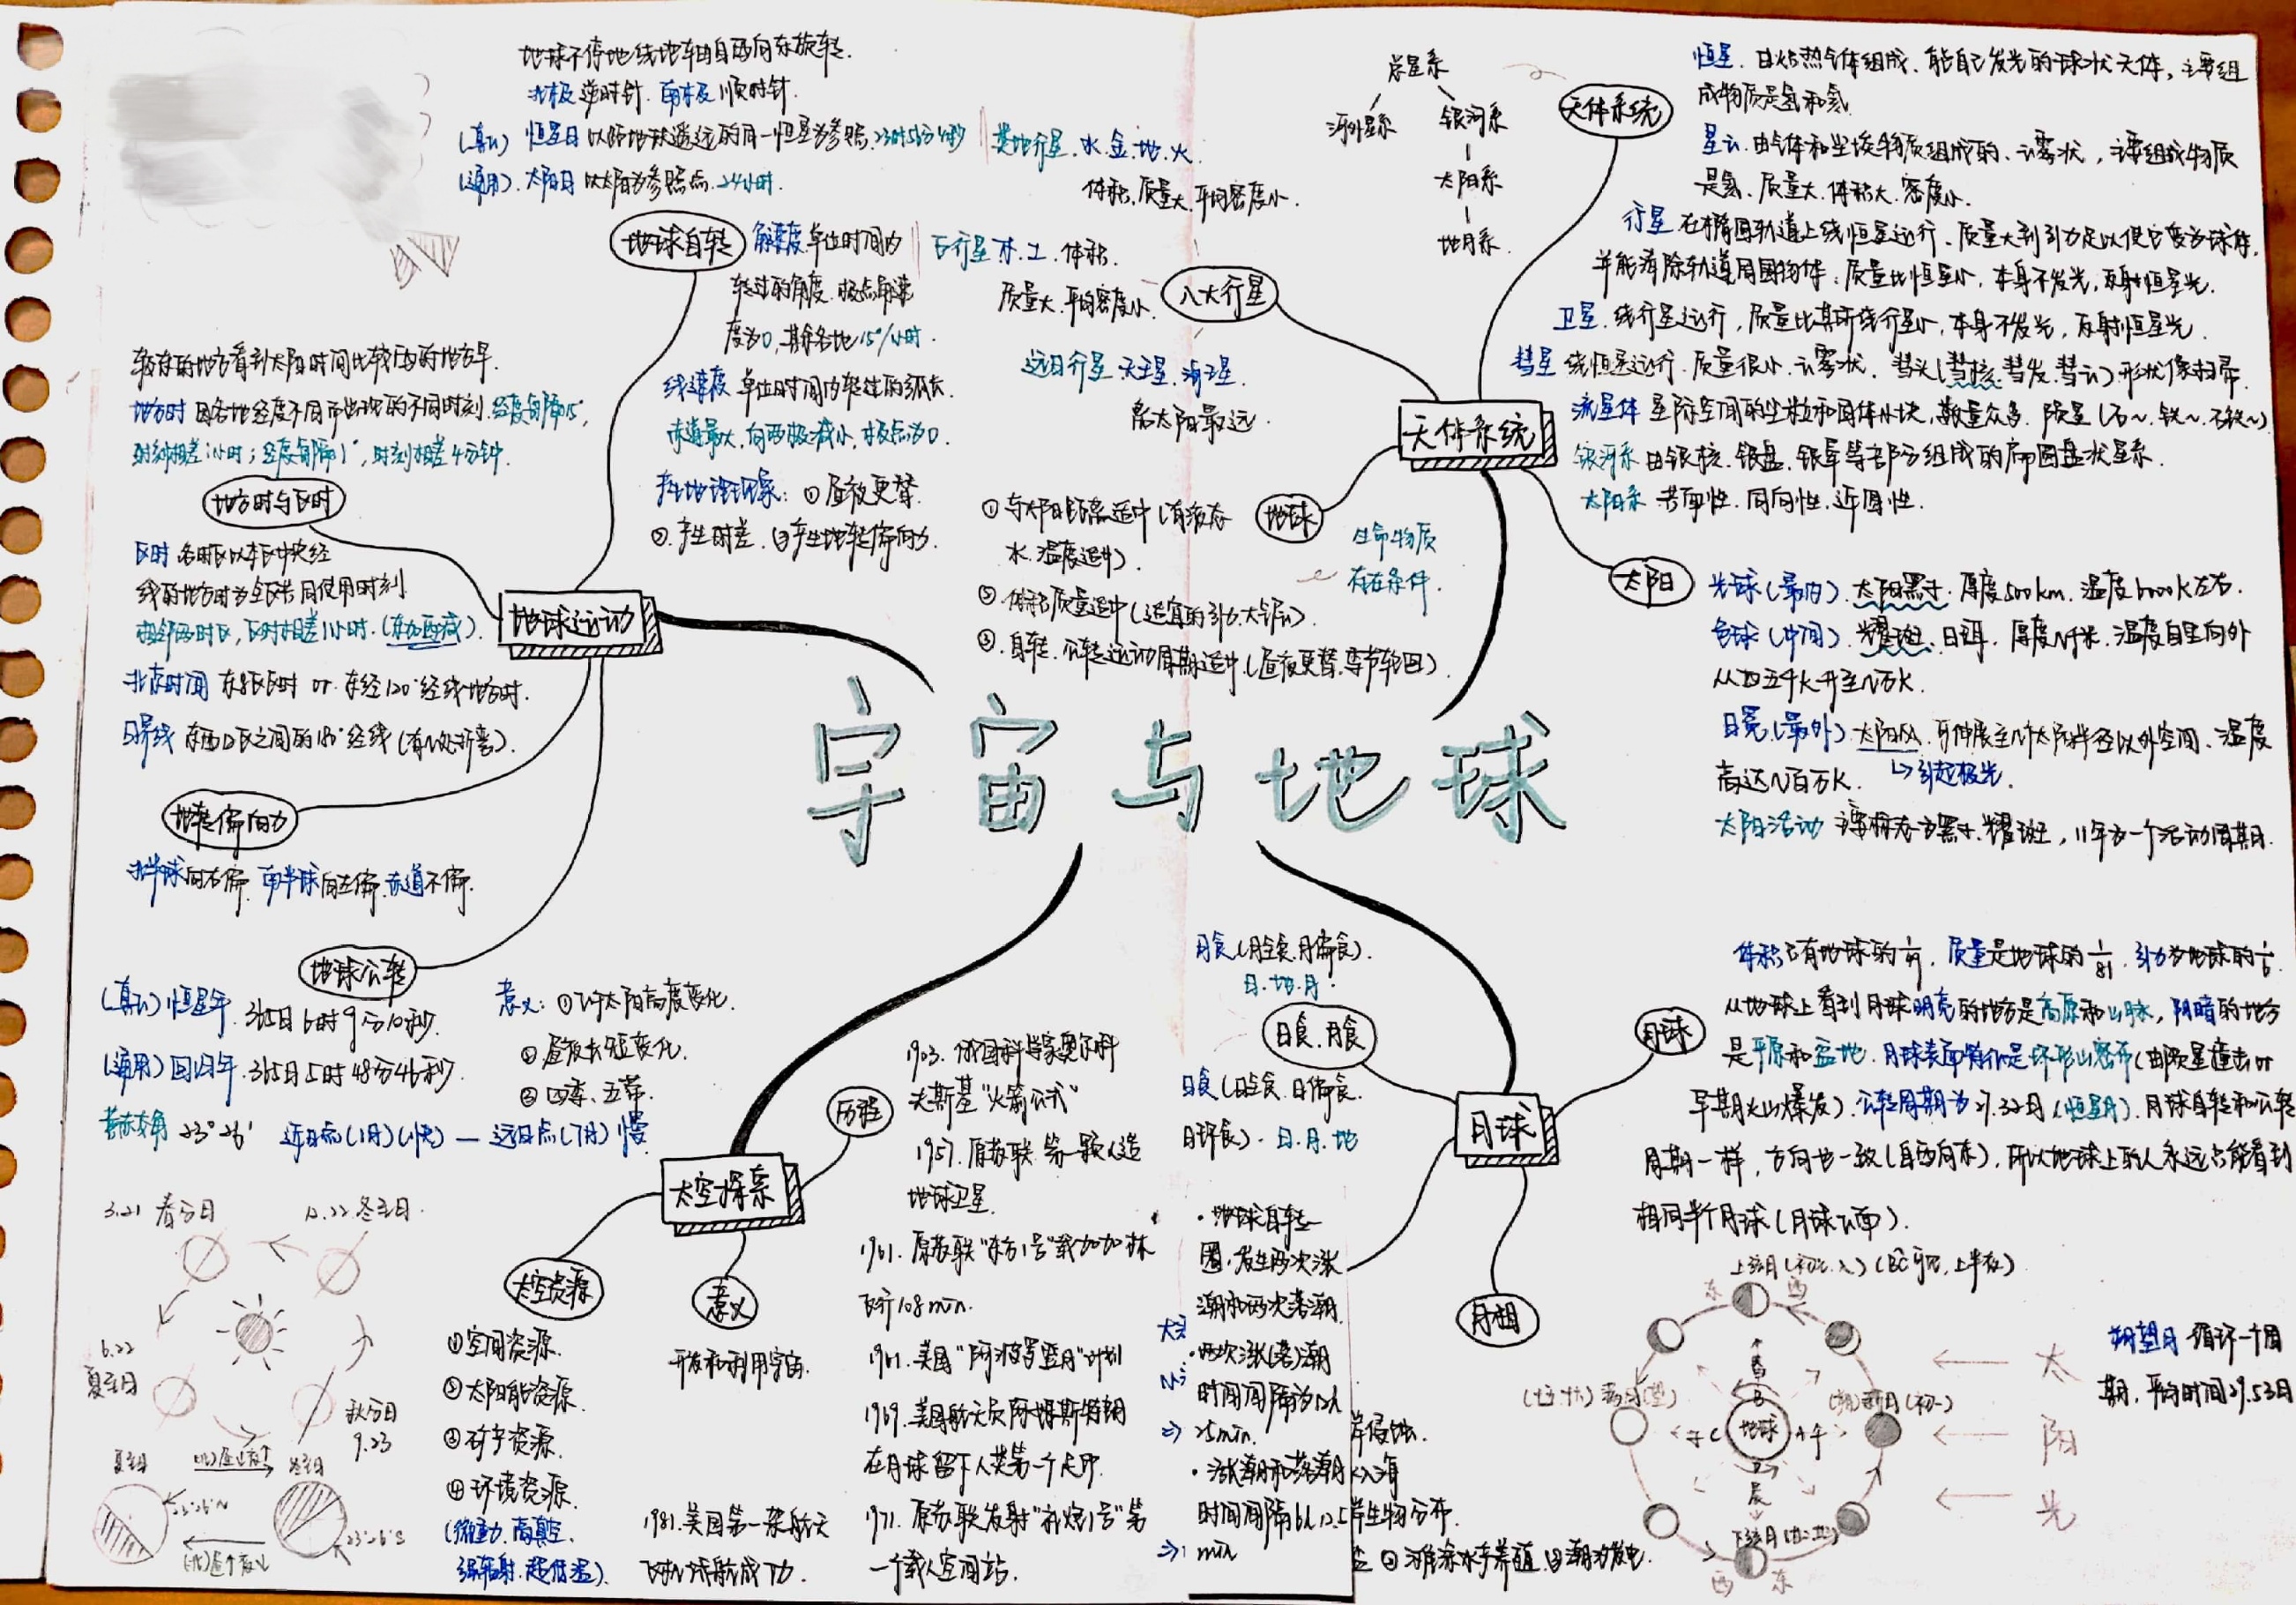 宇宙与地球
地球运动
地球自转
地球不停地绕地轴自西向东旋转.
北极逆时针.南极顺时针.
(真正)恒星日 以距地球遥远的同一恒星为参照.23时56分4秒
(通用).太阳日 以太阳为参照点.24小时.
角速度 单位时间内
转过的角度.极点角速
度为0,其余各地15°/小时.
线速度 单位时间内转过的弧长
赤道最大,向两极减小,极点为0.
产生地理现象:①昼夜更替.
②.产生时差.③产生地转偏向力.
地方时与区时
较东的地方看到太阳时间比较西的地方早.
地方时 因各地经度不同而出现的不同时刻.经度每隔15°,
时刻相差1小时;经度每隔1°,时刻相差4分钟.
区时 各时区以本区中央经
线的地方时为全区共同使用时刻
相邻两时区,区时相差1小时.(东加西减).
北京时间 东8区区时 or 东经120°经线地方时.
日界线 东西12区之间的180°经线(有几处折弯).
地转偏向力
北半球向右偏,南半球向左偏.赤道不偏.
地球公转
(真正)恒星年.365日6时9分10秒.
(通用)回归年.365日5时48分46秒.
黄赤交角 23°26′ 近日点(1月)(快)—远日点(7月)慢
意义:①正午太阳高度变化.
②昼夜长短变化.
③四季、五带.
3.21 春分日
12.22冬至日.
6.22
夏至日
秋分日
9.23
夏至日
冬至日
23°26′N
23°26′S
太空探索
太空资源
①空间资源.
②太阳能资源.
③矿产资源.
④环境资源.
(微重力.高真空.
强辐射.超低温).
意义
开发和利用宇宙.
历程
1903.俄国科学家奥尔科
夫斯基"火箭公式"
1957.原苏联 第一颗人造
地球卫星.
1961.原苏联"东方1号"载加加林
飞行108min.
1961.美国"阿波罗登月"计划
1969.美国航天员阿姆斯特朗
在月球留下人类第一个足印.
1971.原苏联发射"礼炮1号"第
一个载人空间站.
1981.美国第一架航天
飞机试航成功.
天体系统
天体系统
总星系
河外星系
银河系
太阳系
地月系.
恒星.由炽热气体组成、能自己发光的球状天体,主要组
成物质是氢和氦
星云.由气体和尘埃物质组成的、云雾状,主要组成物质
是氢.质量大.体积大.密度小.
行星 在椭圆轨道上绕恒星运行、质量大到引力足以使它变为球体,
并能清除轨道周围物体.质量比恒星小,本身不发光,反射恒星光.
卫星.绕行星运行,质量比其所绕行星小,本身不发光,反射恒星光.
彗星 绕恒星运行.质量很小.云雾状.彗头(彗核.彗发.彗云).形状像扫帚.
流星体 星际空间的尘粒和固体小块,数量众多.陨星(石~、铁~、石铁~)
银河系 由银核、银盘、银晕等部分组成的扁圆盘状星系.
太阳系 共面性.同向性.近圆性.
八大行星
类地行星.水.金.地.火.
体积.质量大.平均密度小.
巨行星 木.土.体积.
质量大.平均密度小.
远日行星 天王星.海王星.
离太阳最远.
地球
生命物质
存在条件.
①与太阳距离适中(有液态
水.温度适中).
②.体积质量适中(适宜的引力.大气层).
③.自转、公转运动周期适中.(昼夜更替.季节轮回).
太阳
光球(最内).太阳黑子.厚度500km.温度6000K左右.
色球(中间).耀斑.日珥.厚度几千米.温度自里向外
从四五千K升至几万K.
日冕(最外).太阳风.可伸展至几个太阳半径以外空间、温度
高达几百万K.
↳引起极光.
太阳活动 主要标志为黑子.耀斑,11年为一个活动周期.
月球
日食.月食
月食(月全食.月偏食).
日.地.月.
日食(日全食.日偏食.
日环食).日.月.地
月球
体积只有地球的1/49,质量是地球的1/81,引力为地球的1/6.
从地球上看到月球明亮的地方是高原和山脉,阴暗的地方
是平原和盆地.月球表面特征是环形山密布(由陨星撞击or
早期火山爆发).公转周期为27.32日(恒星月).月球自转和公转
周期一样,方向也一致(自西向东),所以地球上的人永远只能看到
相同半个月球(月球正面).
·地球自转一
圈,发生两次涨
潮和两次落潮.
·两次涨(落)潮
时间间隔为12h
25min.
·涨潮和落潮
时间间隔6h12.5
min
岸侵蚀.
入海
岸生物分布.
②滩涂水产养殖 ③潮汐发电.
月相
上弦月(初七、八)(BC可见,上半夜)
东
西
满月(望)
(朔)新月(初一)
昏
B
子 C
地球
A 午
D
晨
西
东
太
阳
光
朔望月 循环一个周
期,平均时间29.53日